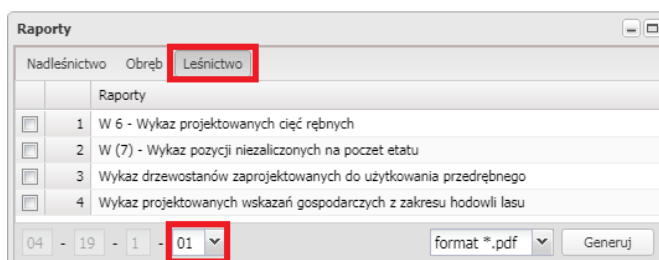 Raporty
Nadleśnictwo Obręb Leśnictwo
Raporty
1 W 6 - Wykaz projektowanych cięć rębnych
2 W (7) - Wykaz pozycji niezaliczonych na poczet etatu
3 Wykaz drzewostanów zaprojektowanych do użytkowania przedrębnego
4 Wykaz projektowanych wskazań gospodarczych z zakresu hodowli lasu
04 - 19 - 1 - 01 format *.pdf Generuj